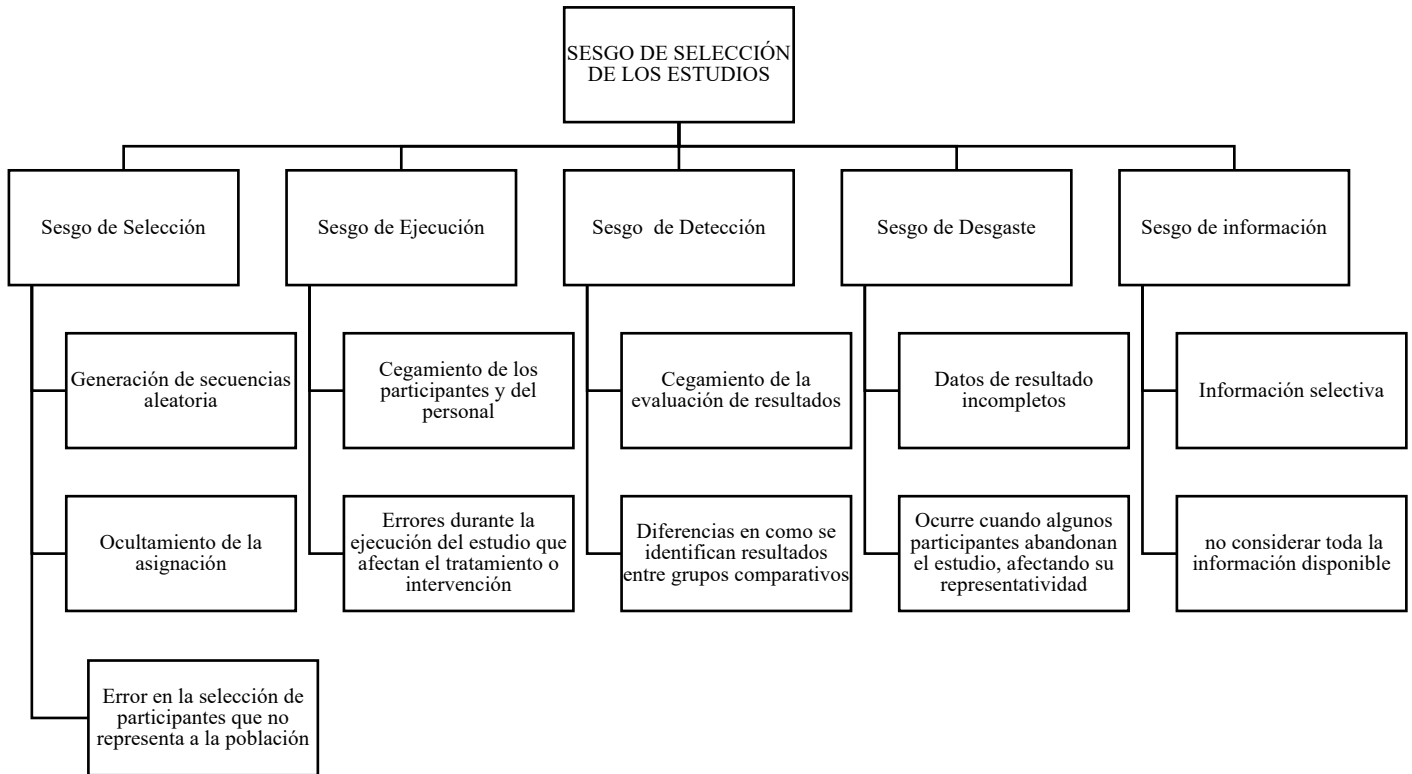 SESGO DE SELECCIÓN
DE LOS ESTUDIOS
Sesgo de Selección
Generación de secuencias
aleatoria
Ocultamiento de la
asignación
Error en la selección de
participantes que no
representa a la población
Sesgo de Ejecución
Cegamiento de los
participantes y del
personal
Errores durante la
ejecución del estudio que
afectan el tratamiento o
intervención
Sesgo de Detección
Cegamiento de la
evaluación de resultados
Diferencias en como se
identifican resultados
entre grupos comparativos
Sesgo de Desgaste
Datos de resultado
incompletos
Ocurre cuando algunos
participantes abandonan
el estudio, afectando su
representatividad
Sesgo de información
Información selectiva
no considerar toda la
información disponible